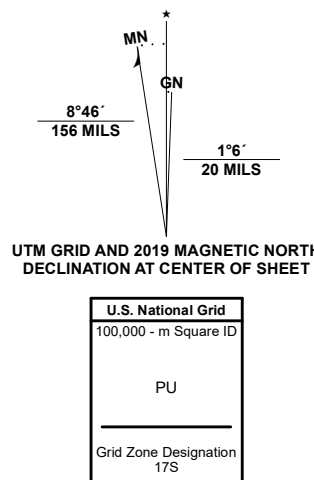 MN
GN
8°46´
156 MILS
1°6´
20 MILS
UTM GRID AND 2019 MAGNETIC NORTH
DECLINATION AT CENTER OF SHEET
U.S. National Grid
100,000 - m Square ID
PU
Grid Zone Designation
17S